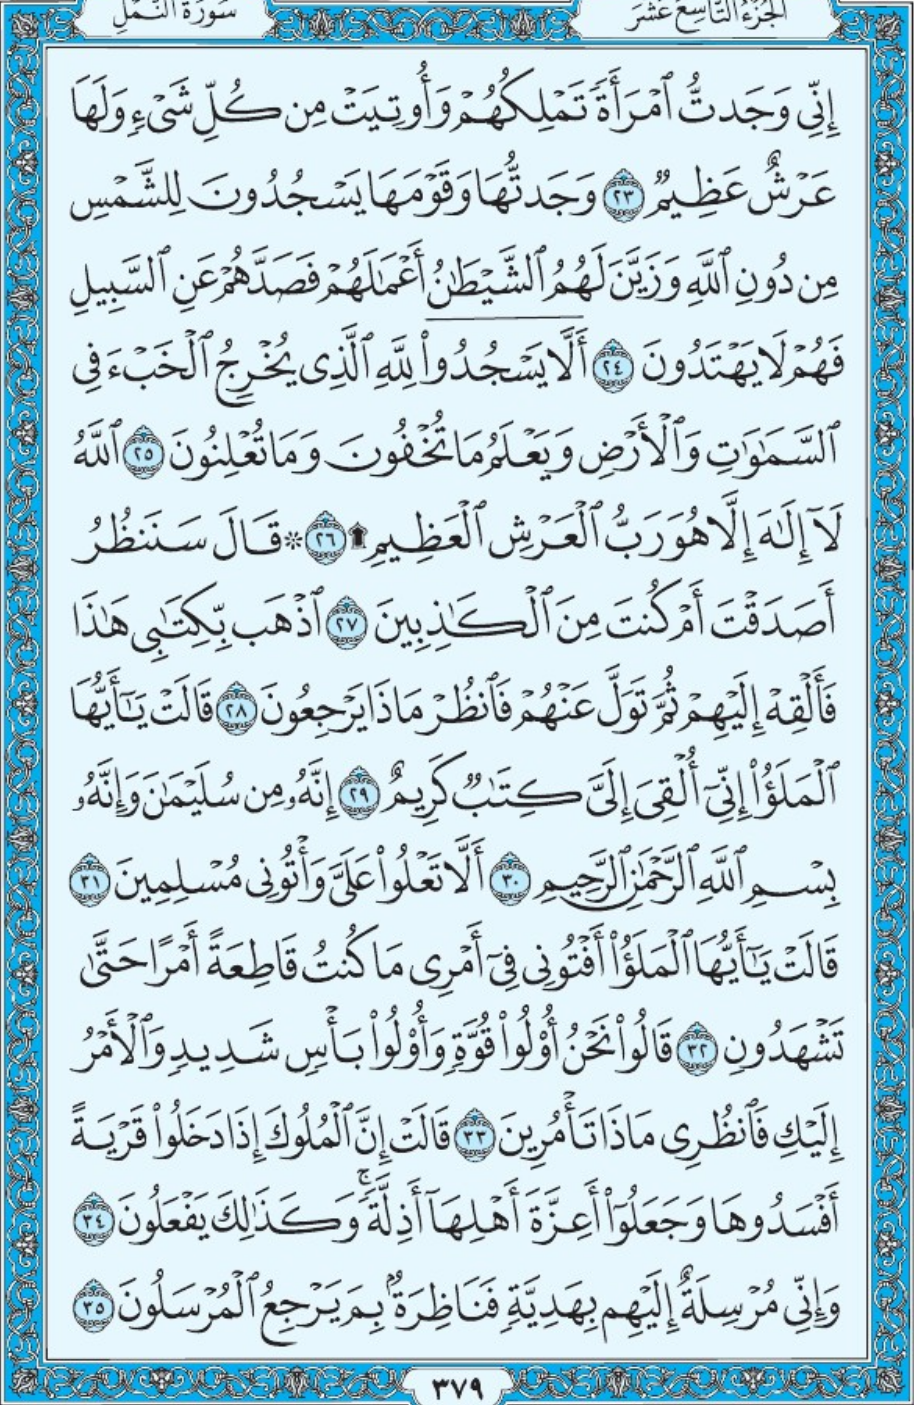 الجزء التاسع عشر
سورة النمل
إِنِّي وَجَدتُّ ٱمْرَأَةً تَمْلِكُهُمْ وَأُوتِيَتْ مِن كُلِّ شَىْءٍ وَلَهَا
عَرْشٌ عَظِيمٌ ٢٣ وَجَدتُّهَا وَقَوْمَهَا يَسْجُدُونَ لِلشَّمْسِ
مِن دُونِ ٱللَّهِ وَزَيَّنَ لَهُمُ ٱلشَّيْطَٰنُ أَعْمَٰلَهُمْ فَصَدَّهُمْ عَنِ ٱلسَّبِيلِ
فَهُمْ لَا يَهْتَدُونَ ٢٤ أَلَّا يَسْجُدُوا۟ لِلَّهِ ٱلَّذِى يُخْرِجُ ٱلْخَبْءَ فِى
ٱلسَّمَٰوَٰتِ وَٱلْأَرْضِ وَيَعْلَمُ مَا تُخْفُونَ وَمَا تُعْلِنُونَ ٢٥ ٱللَّهُ
لَآ إِلَٰهَ إِلَّا هُوَ رَبُّ ٱلْعَرْشِ ٱلْعَظِيمِ ۩ ٢٦ ۞ قَالَ سَنَنظُرُ
أَصَدَقْتَ أَمْ كُنتَ مِنَ ٱلْكَٰذِبِينَ ٢٧ ٱذْهَب بِّكِتَٰبِى هَٰذَا
فَأَلْقِهْ إِلَيْهِمْ ثُمَّ تَوَلَّ عَنْهُمْ فَٱنظُرْ مَاذَا يَرْجِعُونَ ٢٨ قَالَتْ يَٰٓأَيُّهَا
ٱلْمَلَؤُا۟ إِنِّىٓ أُلْقِىَ إِلَىَّ كِتَٰبٌ كَرِيمٌ ٢٩ إِنَّهُۥ مِن سُلَيْمَٰنَ وَإِنَّهُۥ
بِسْمِ ٱللَّهِ ٱلرَّحْمَٰنِ ٱلرَّحِيمِ ٣٠ أَلَّا تَعْلُوا۟ عَلَىَّ وَأْتُونِى مُسْلِمِينَ ٣١
قَالَتْ يَٰٓأَيُّهَا ٱلْمَلَؤُا۟ أَفْتُونِى فِىٓ أَمْرِى مَا كُنتُ قَاطِعَةً أَمْرًا حَتَّىٰ
تَشْهَدُونِ ٣٢ قَالُوا۟ نَحْنُ أُو۟لُوا۟ قُوَّةٍ وَأُو۟لُوا۟ بَأْسٍ شَدِيدٍ وَٱلْأَمْرُ
إِلَيْكِ فَٱنظُرِى مَاذَا تَأْمُرِينَ ٣٣ قَالَتْ إِنَّ ٱلْمُلُوكَ إِذَا دَخَلُوا۟ قَرْيَةً
أَفْسَدُوهَا وَجَعَلُوٓا۟ أَعِزَّةَ أَهْلِهَآ أَذِلَّةً ۚ وَكَذَٰلِكَ يَفْعَلُونَ ٣٤
وَإِنِّى مُرْسِلَةٌ إِلَيْهِم بِهَدِيَّةٍ فَنَاظِرَةٌۢ بِمَ يَرْجِعُ ٱلْمُرْسَلُونَ ٣٥
٣٧٩